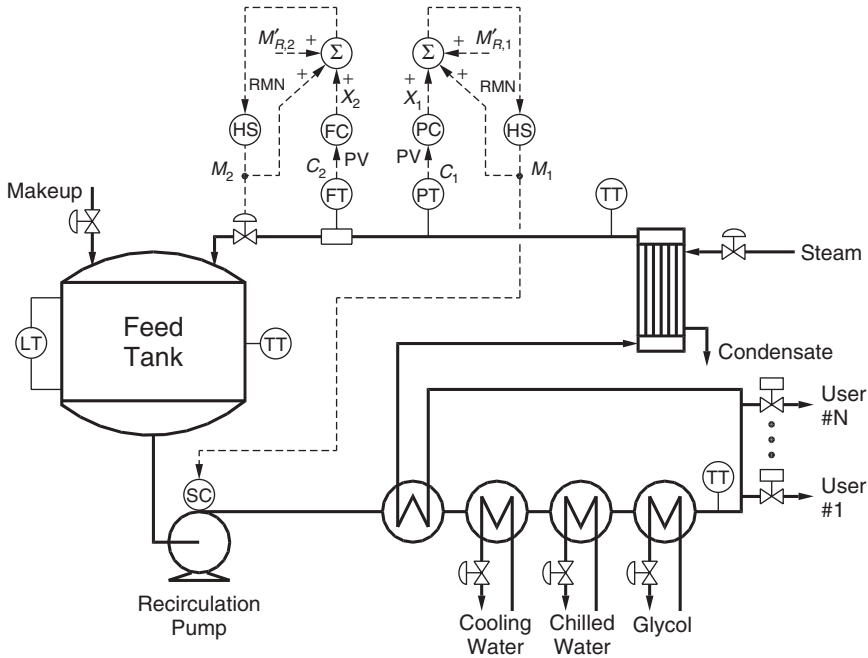 M′R,2
+
Σ
+
+
RMN
X2
HS
FC
M2
C2
PV
FT
Σ
+
M′R,1
+
+
X1
RMN
PC
HS
PV
C1
M1
PT
TT
Makeup
Steam
Feed
Tank
LT
TT
Condensate
User
#N
TT
User
#1
SC
Recirculation
Pump
Cooling
Water
Chilled
Water
Glycol